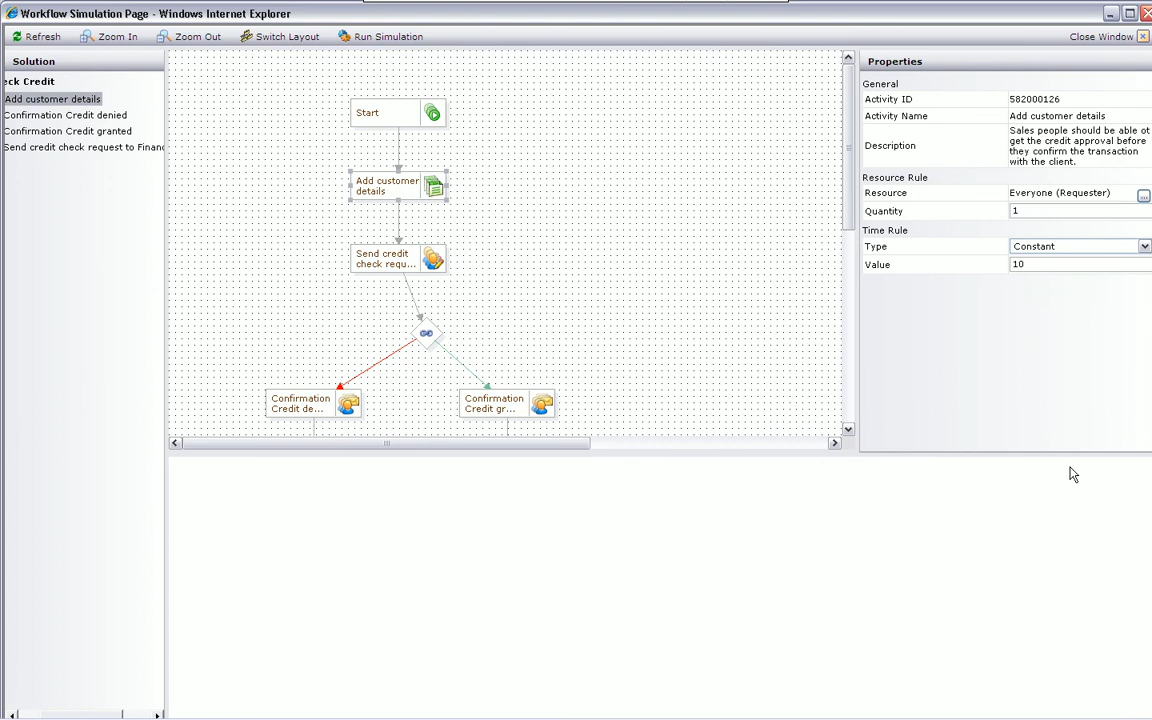 Workflow Simulation Page - Windows Internet Explorer
Refresh Zoom In Zoom Out Switch Layout Run Simulation Close Window
Solution
eck Credit
Add customer details
Confirmation Credit denied
Confirmation Credit granted
Send credit check request to Financ
Start
Add customer
details
Send credit
check requ...
Confirmation
Credit de...
Confirmation
Credit gr...
Properties
General
Activity ID 582000126
Activity Name Add customer details
Description Sales people should be able ot
get the credit approval before
they confirm the transaction
with the client.
Resource Rule
Resource Everyone (Requester) ...
Quantity 1
Time Rule
Type Constant
Value 10